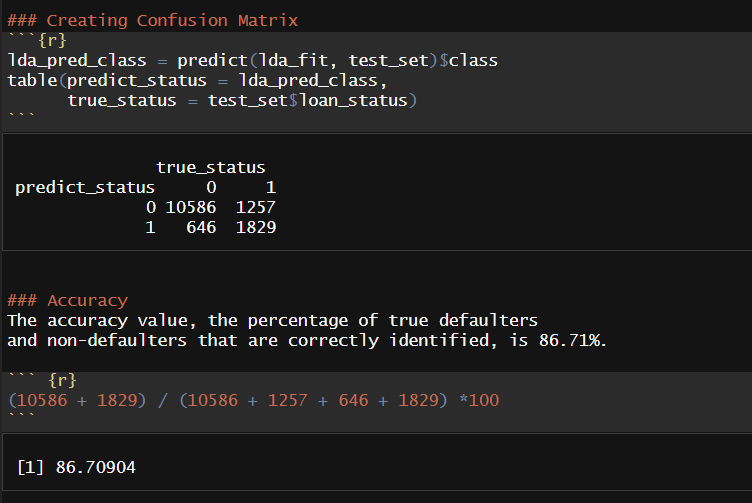 ### Creating Confusion Matrix
```{r}
lda_pred_class = predict(lda_fit, test_set)$class
table(predict_status = lda_pred_class,
      true_status = test_set$loan_status)
```
              true_status
predict_status     0     1
             0 10586  1257
             1   646  1829
### Accuracy
The accuracy value, the percentage of true defaulters
and non-defaulters that are correctly identified, is 86.71%.
``` {r}
(10586 + 1829) / (10586 + 1257 + 646 + 1829) *100
```
[1] 86.70904